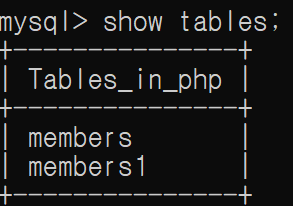 mysql> show tables;
+---------------+
| Tables_in_php |
+---------------+
| members       |
| members1      |
+---------------+